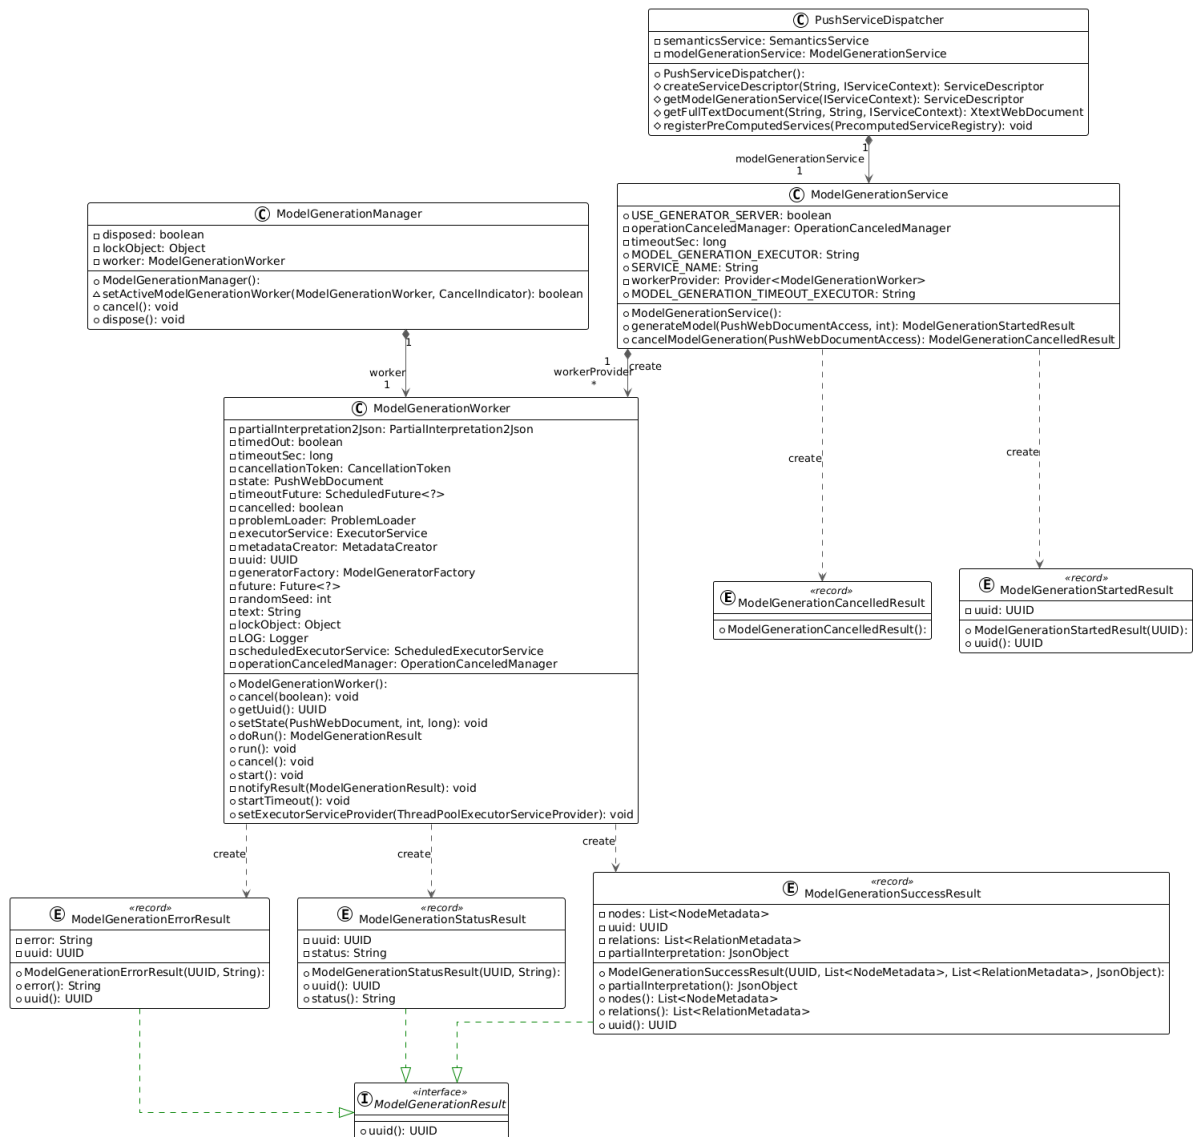 C PushServiceDispatcher
semanticsService: SemanticsService
modelGenerationService: ModelGenerationService
PushServiceDispatcher():
createServiceDescriptor(String, IServiceContext): ServiceDescriptor
getModelGenerationService(IServiceContext): ServiceDescriptor
getFullTextDocument(String, String, IServiceContext): XtextWebDocument
registerPreComputedServices(PrecomputedServiceRegistry): void
1
modelGenerationService
1
C ModelGenerationManager
disposed: boolean
lockObject: Object
worker: ModelGenerationWorker
ModelGenerationManager():
setActiveModelGenerationWorker(ModelGenerationWorker, CancelIndicator): boolean
cancel(): void
dispose(): void
C ModelGenerationService
USE_GENERATOR_SERVER: boolean
operationCanceledManager: OperationCanceledManager
timeoutSec: long
MODEL_GENERATION_EXECUTOR: String
SERVICE_NAME: String
workerProvider: Provider<ModelGenerationWorker>
MODEL_GENERATION_TIMEOUT_EXECUTOR: String
ModelGenerationService():
generateModel(PushWebDocumentAccess, int): ModelGenerationStartedResult
cancelModelGeneration(PushWebDocumentAccess): ModelGenerationCancelledResult
1
worker
1
1
workerProvider
*
create
create
create
C ModelGenerationWorker
partialInterpretation2Json: PartialInterpretation2Json
timedOut: boolean
timeoutSec: long
cancellationToken: CancellationToken
state: PushWebDocument
timeoutFuture: ScheduledFuture<?>
cancelled: boolean
problemLoader: ProblemLoader
executorService: ExecutorService
metadataCreator: MetadataCreator
uuid: UUID
generatorFactory: ModelGeneratorFactory
future: Future<?>
randomSeed: int
text: String
lockObject: Object
LOG: Logger
scheduledExecutorService: ScheduledExecutorService
operationCanceledManager: OperationCanceledManager
ModelGenerationWorker():
cancel(boolean): void
getUuid(): UUID
setState(PushWebDocument, int, long): void
doRun(): ModelGenerationResult
run(): void
cancel(): void
start(): void
notifyResult(ModelGenerationResult): void
startTimeout(): void
setExecutorServiceProvider(ThreadPoolExecutorServiceProvider): void
E «record»
ModelGenerationCancelledResult
ModelGenerationCancelledResult():
E «record»
ModelGenerationStartedResult
uuid: UUID
ModelGenerationStartedResult(UUID):
uuid(): UUID
create
create
create
E «record»
ModelGenerationErrorResult
error: String
uuid: UUID
ModelGenerationErrorResult(UUID, String):
error(): String
uuid(): UUID
E «record»
ModelGenerationStatusResult
uuid: UUID
status: String
ModelGenerationStatusResult(UUID, String):
uuid(): UUID
status(): String
E «record»
ModelGenerationSuccessResult
nodes: List<NodeMetadata>
uuid: UUID
relations: List<RelationMetadata>
partialInterpretation: JsonObject
ModelGenerationSuccessResult(UUID, List<NodeMetadata>, List<RelationMetadata>, JsonObject):
partialInterpretation(): JsonObject
nodes(): List<NodeMetadata>
relations(): List<RelationMetadata>
uuid(): UUID
I «interface»
ModelGenerationResult
uuid(): UUID